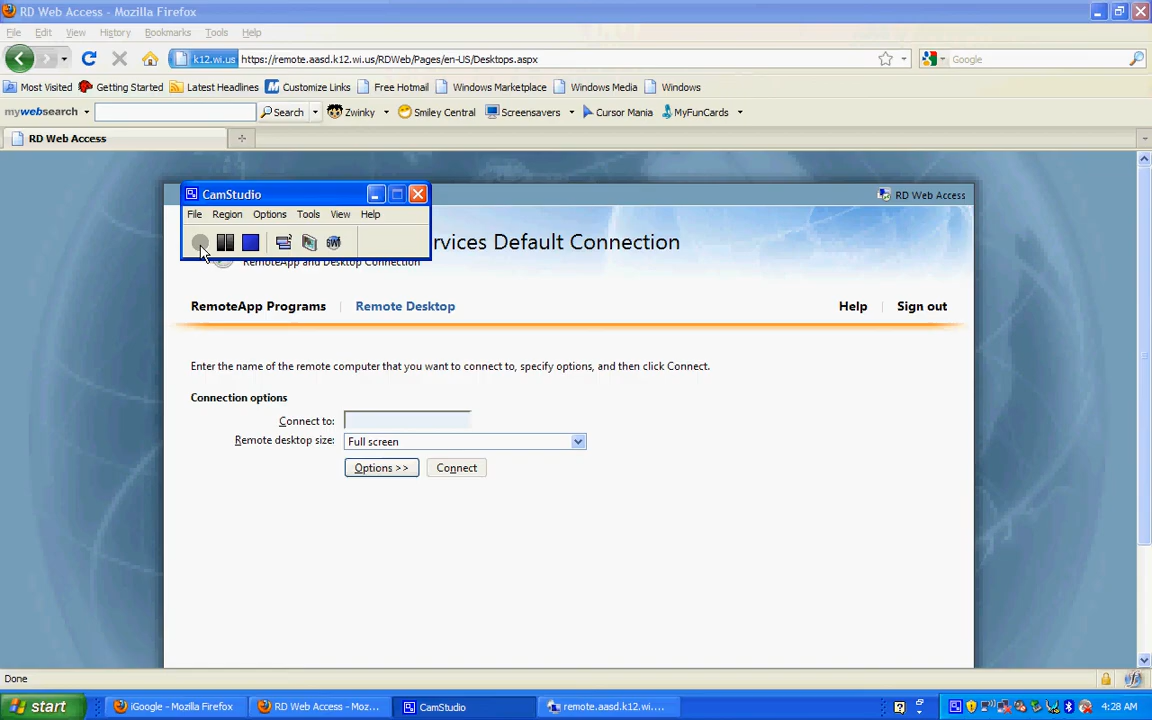 RD Web Access - Mozilla Firefox
File Edit View History Bookmarks Tools Help
k12.wi.us https://remote.aasd.k12.wi.us/RDWeb/Pages/en-US/Desktops.aspx Google
Most Visited Getting Started Latest Headlines Customize Links Free Hotmail Windows Marketplace Windows Media Windows
mywebsearch Search Zwinky Smiley Central Screensavers Cursor Mania MyFunCards
RD Web Access
CamStudio
RD Web Access
File Region Options Tools View Help
rvices Default Connection
RemoteApp and Desktop Connection
RemoteApp Programs Remote Desktop Help Sign out
Enter the name of the remote computer that you want to connect to, specify options, and then click Connect.
Connection options
Connect to:
Remote desktop size: Full screen
Options >> Connect
Done
start iGoogle - Mozilla Firefox RD Web Access - Moz... CamStudio remote.aasd.k12.wi.... 4:28 AM